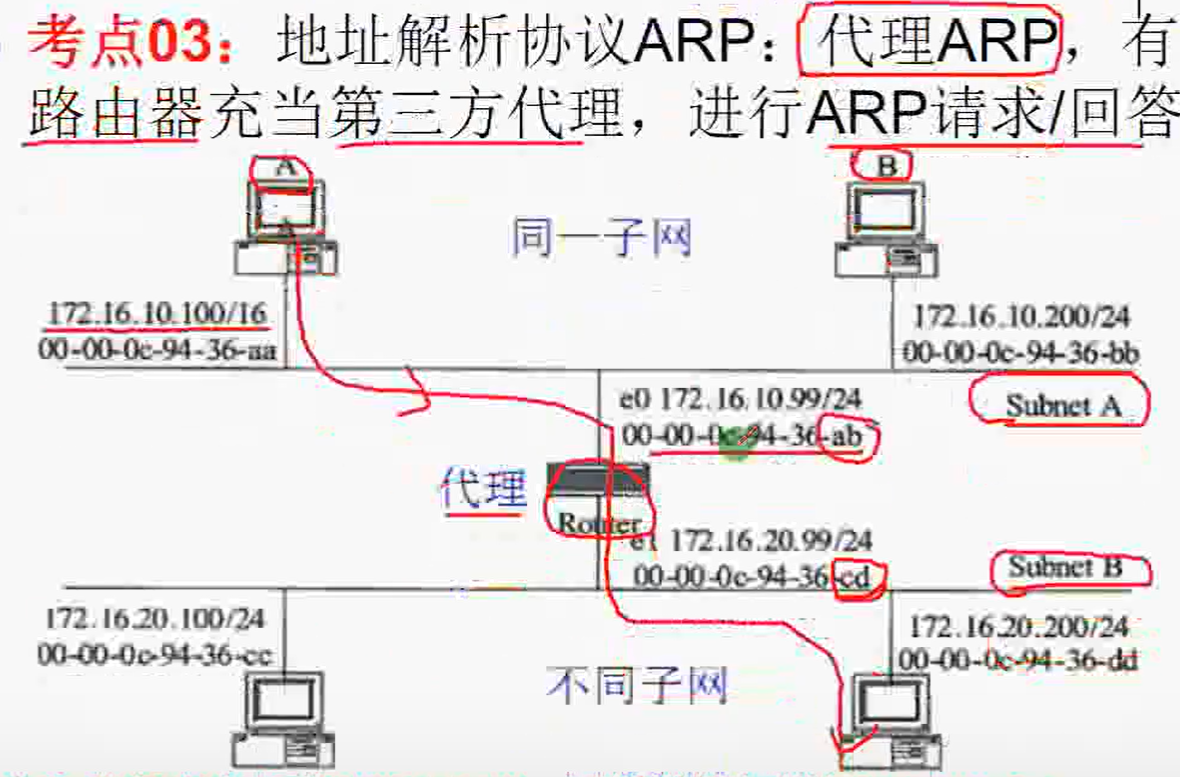 考点03：地址解析协议ARP：代理ARP，有
路由器充当第三方代理，进行ARP请求/回答
A
B
同一子网
172.16.10.100/16
00-00-0c-94-36-aa
172.16.10.200/24
00-00-0c-94-36-bb
e0 172.16.10.99/24
00-00-0c-94-36-ab
Subnet A
代理
Router
e1 172.16.20.99/24
00-00-0c-94-36-cd
Subnet B
172.16.20.100/24
00-00-0c-94-36-cc
172.16.20.200/24
00-00-0c-94-36-dd
不同子网